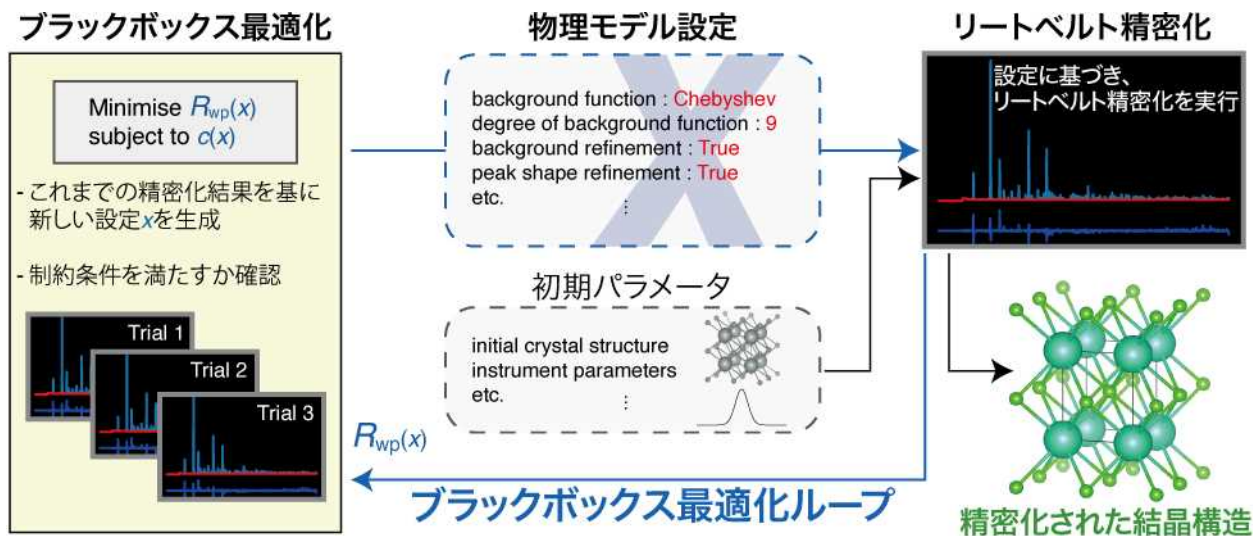 ブラックボックス最適化
Minimise Rwp(x)
subject to c(x)
- これまでの精密化結果を基に
新しい設定xを生成
- 制約条件を満たすか確認
Trial 1
Trial 2
Trial 3
物理モデル設定
X
background function : Chebyshev
degree of background function : 9
background refinement : True
peak shape refinement : True
etc.
⋮
初期パラメータ
initial crystal structure
instrument parameters
etc.
⋮
リートベルト精密化
設定に基づき、
リートベルト精密化を実行
Rwp(x)
ブラックボックス最適化ループ
精密化された結晶構造